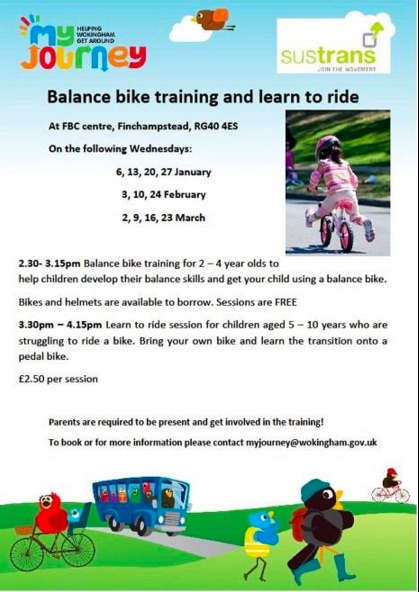 my
JOURNEY
HELPING
WOKINGHAM
GET AROUND
sustrans
JOIN THE MOVEMENT
Balance bike training and learn to ride
At FBC centre, Finchampstead, RG40 4ES
On the following Wednesdays:
6, 13, 20, 27 January
3, 10, 24 February
2, 9, 16, 23 March
2.30- 3.15pm Balance bike training for 2 – 4 year olds to
help children develop their balance skills and get your child using a balance bike.
Bikes and helmets are available to borrow. Sessions are FREE
3.30pm – 4.15pm Learn to ride session for children aged 5 – 10 years who are
struggling to ride a bike. Bring your own bike and learn the transition onto a
pedal bike.
£2.50 per session
Parents are required to be present and get involved in the training!
To book or for more information please contact myjourney@wokingham.gov.uk